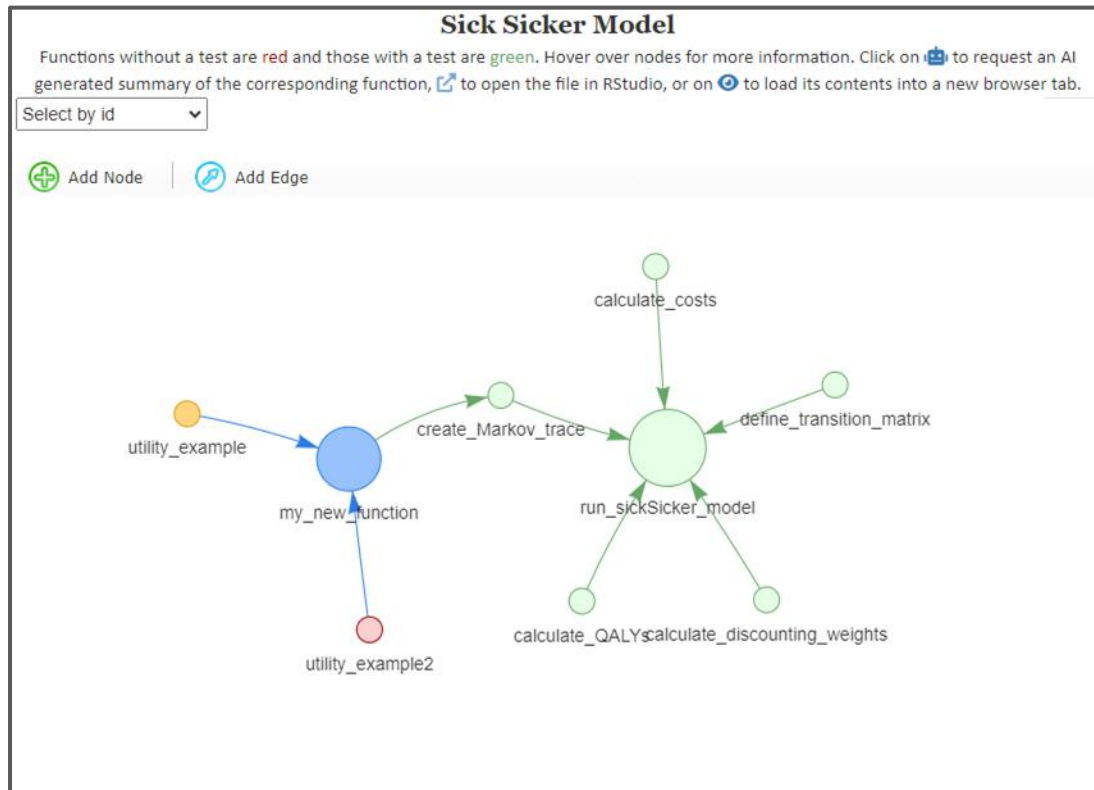 Sick Sicker Model
Functions without a test are red and those with a test are green. Hover over nodes for more information. Click on to request an AI
generated summary of the corresponding function, to open the file in RStudio, or on to load its contents into a new browser tab.
Select by id
Add Node
Add Edge
calculate_costs
define_transition_matrix
create_Markov_trace
utility_example
run_sickSicker_model
my_new_function
calculate_QALYs
calculate_discounting_weights
utility_example2